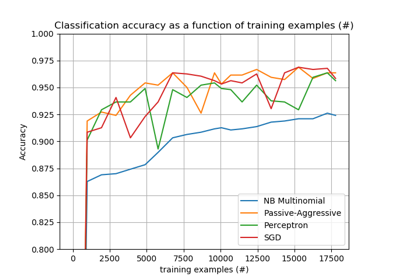 Classification accuracy as a function of training examples (#)
1.000
0.975
0.950
0.925
0.900
0.875
0.850
0.825
0.800
Accuracy
NB Multinomial
Passive-Aggressive
Perceptron
SGD
0 2500 5000 7500 10000 12500 15000 17500
training examples (#)